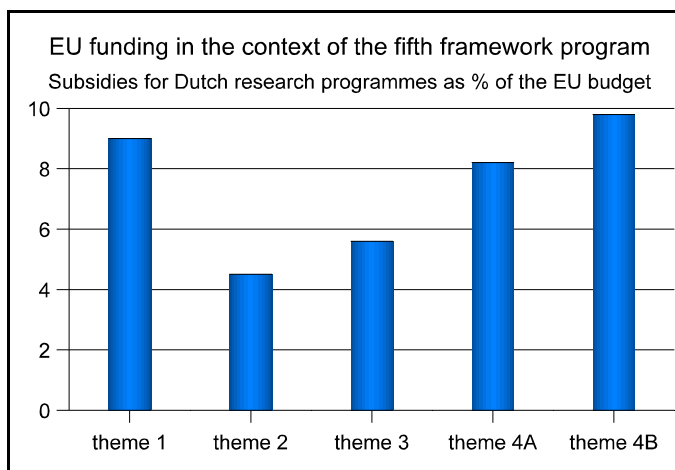 EU funding in the context of the fifth framework program
Subsidies for Dutch research programmes as % of the EU budget
10
8
6
4
2
0
theme 1 theme 2 theme 3 theme 4A theme 4B